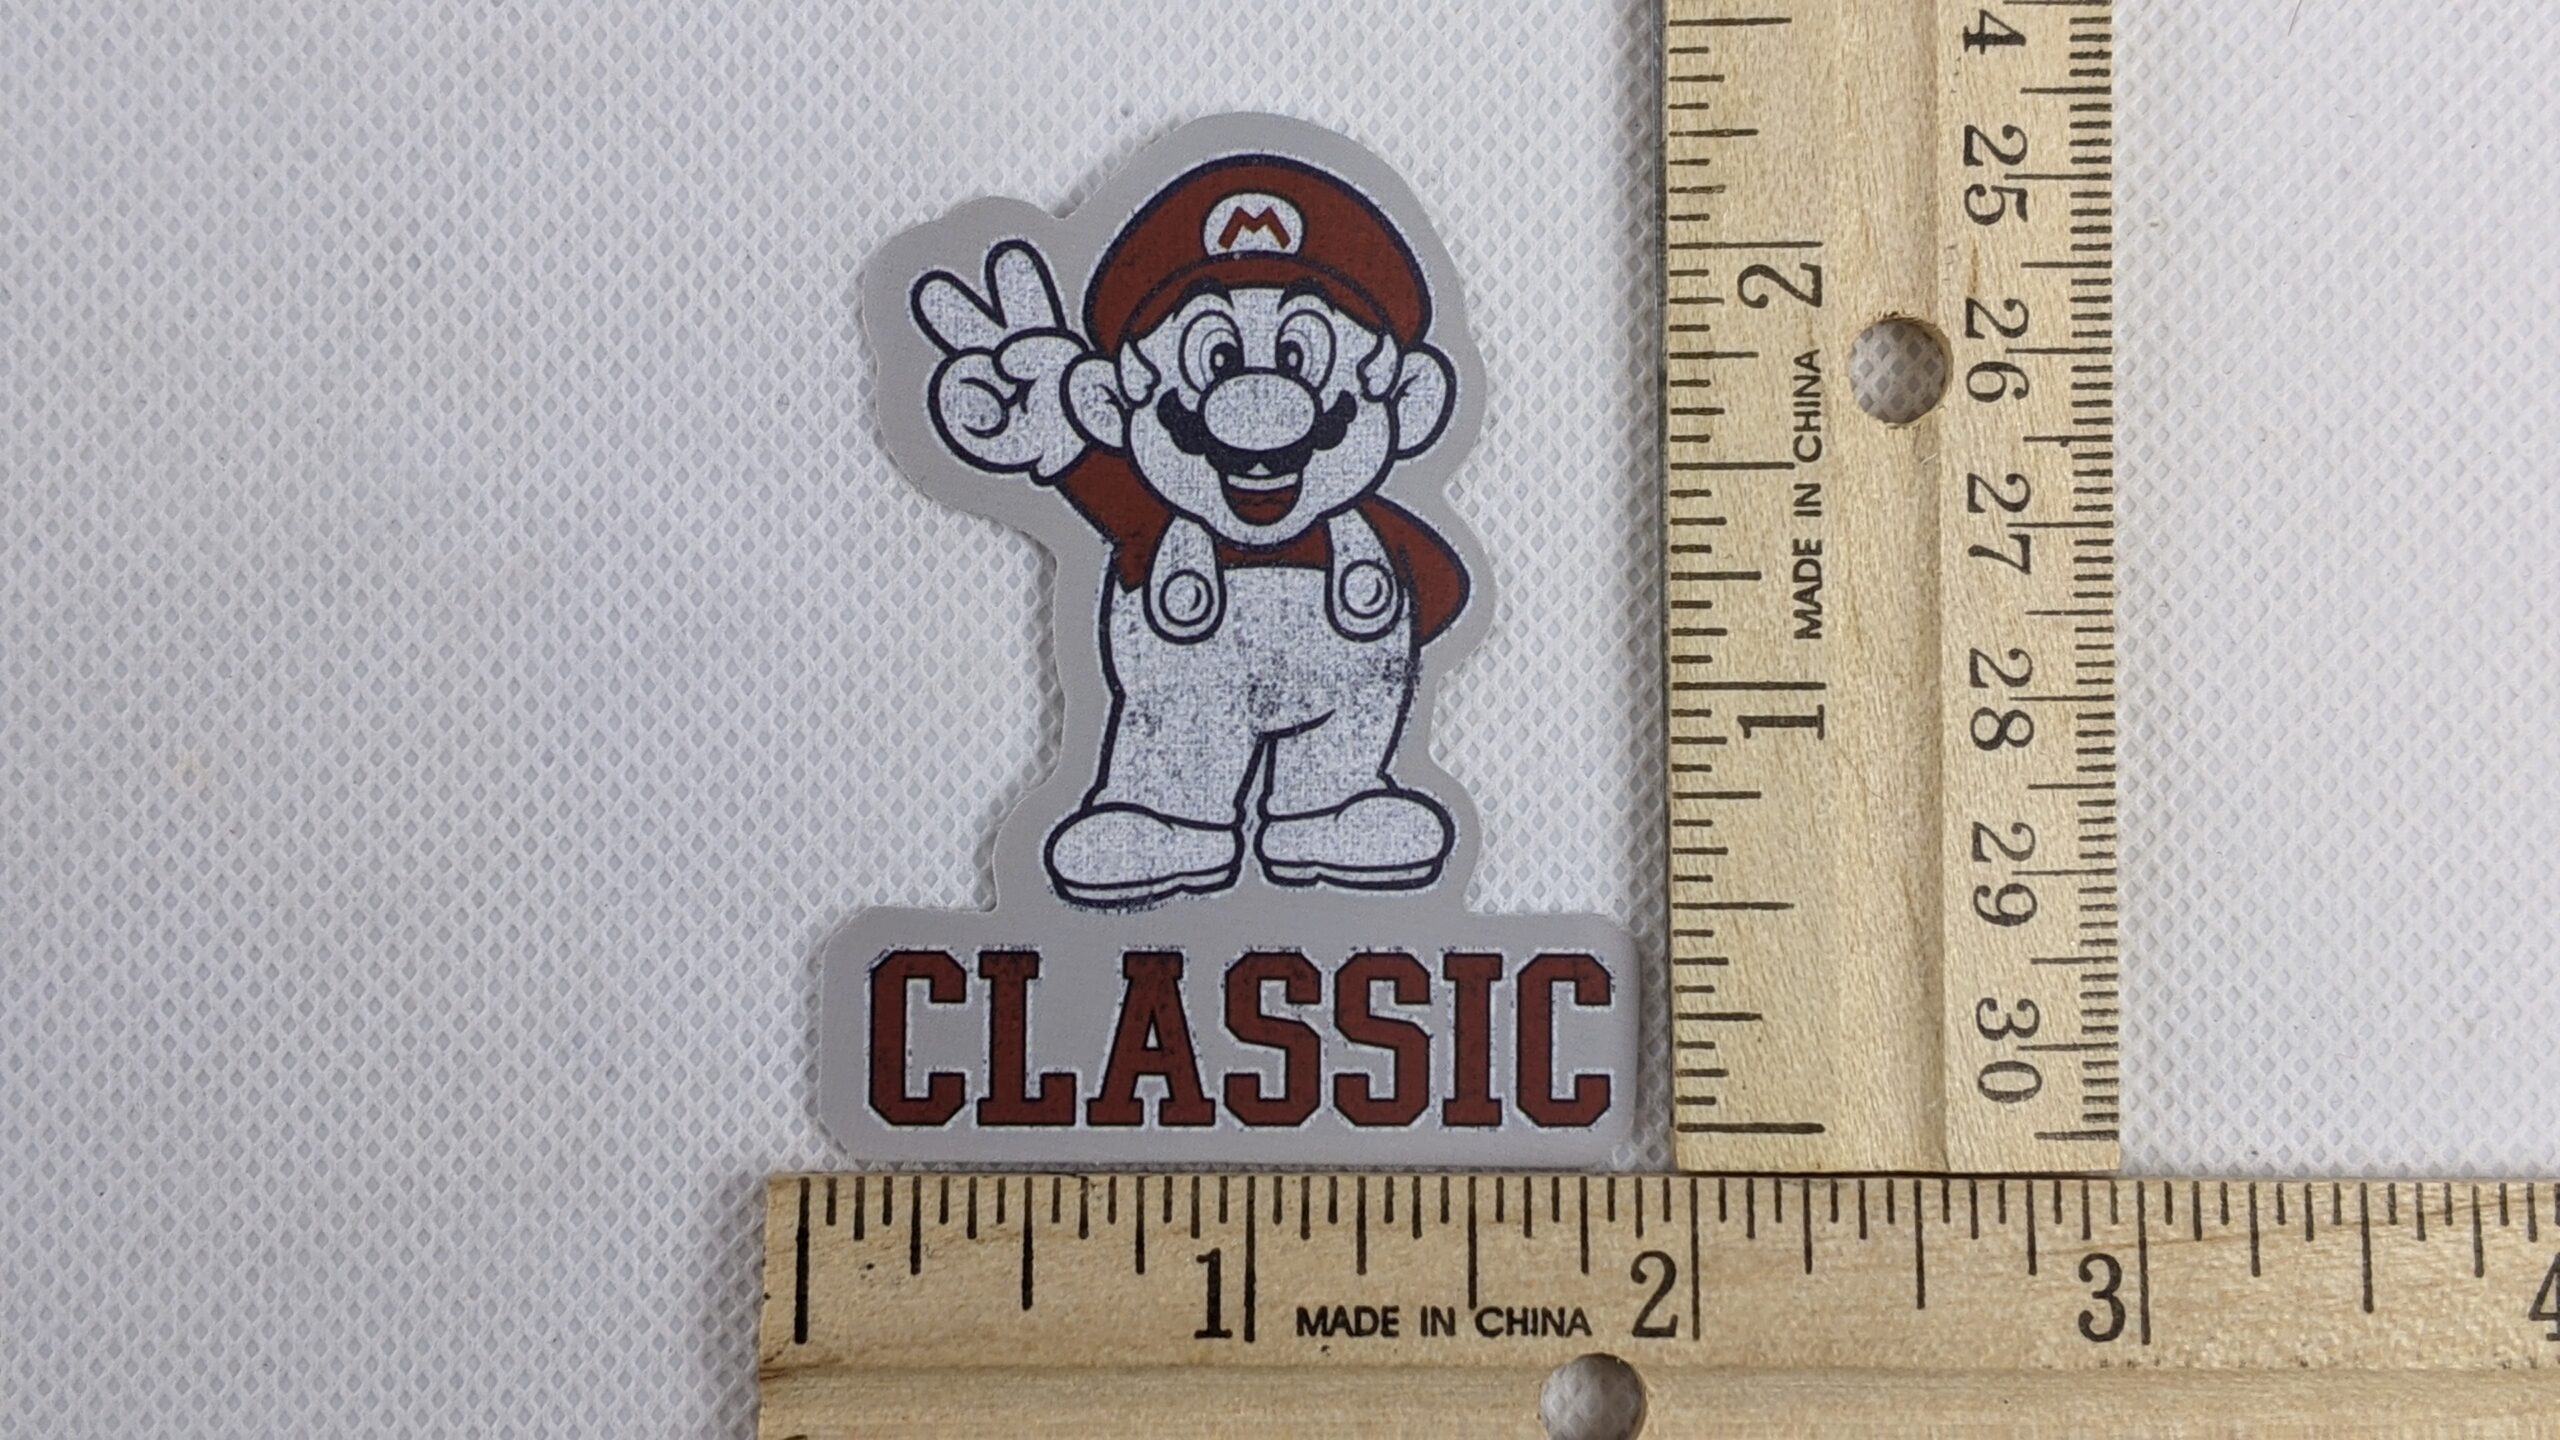 M
CLASSIC
1 MADE IN CHINA 2 3 4
2 MADE IN CHINA 1
4 25 26 27 28 29 30